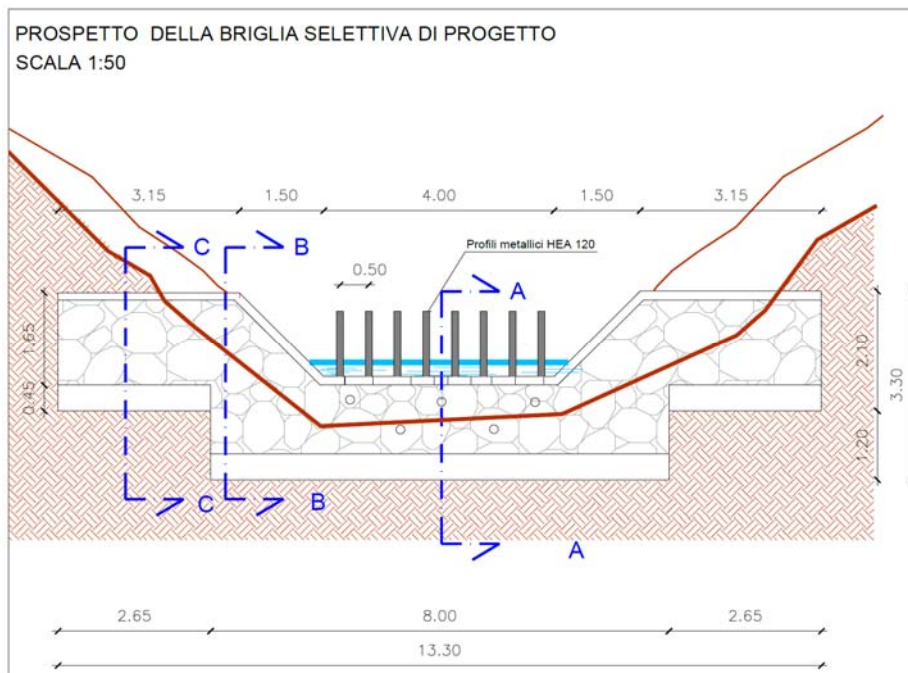 PROSPETTO DELLA BRIGLIA SELETTIVA DI PROGETTO
SCALA 1:50
3.15 1.50 4.00 1.50 3.15
C B Profili metallici HEA 120
0.50
A
1.65
2.10
3.30
0.45
1.20
C B
A
2.65 8.00 2.65
13.30